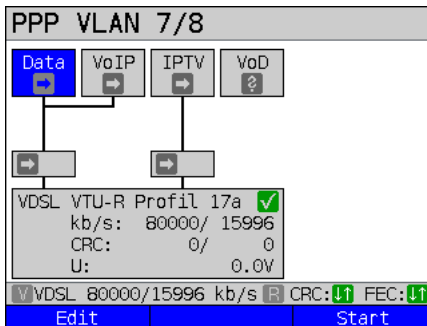 PPP VLAN 7/8
Data VoIP IPTV VoD
VDSL VTU-R Profil 17a
kb/s: 80000/ 15996
CRC: 0/ 0
U: 0.0V
V VDSL 80000/15996 kb/s R CRC: FEC:
Edit Start